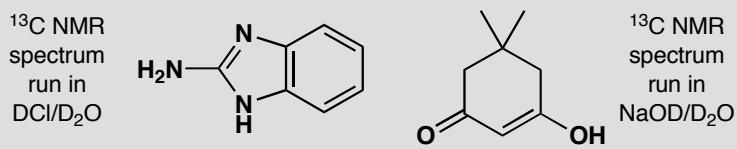 ¹³C NMR
spectrum
run in
DCl/D₂O
H₂N
N
N
H
O
OH
¹³C NMR
spectrum
run in
NaOD/D₂O